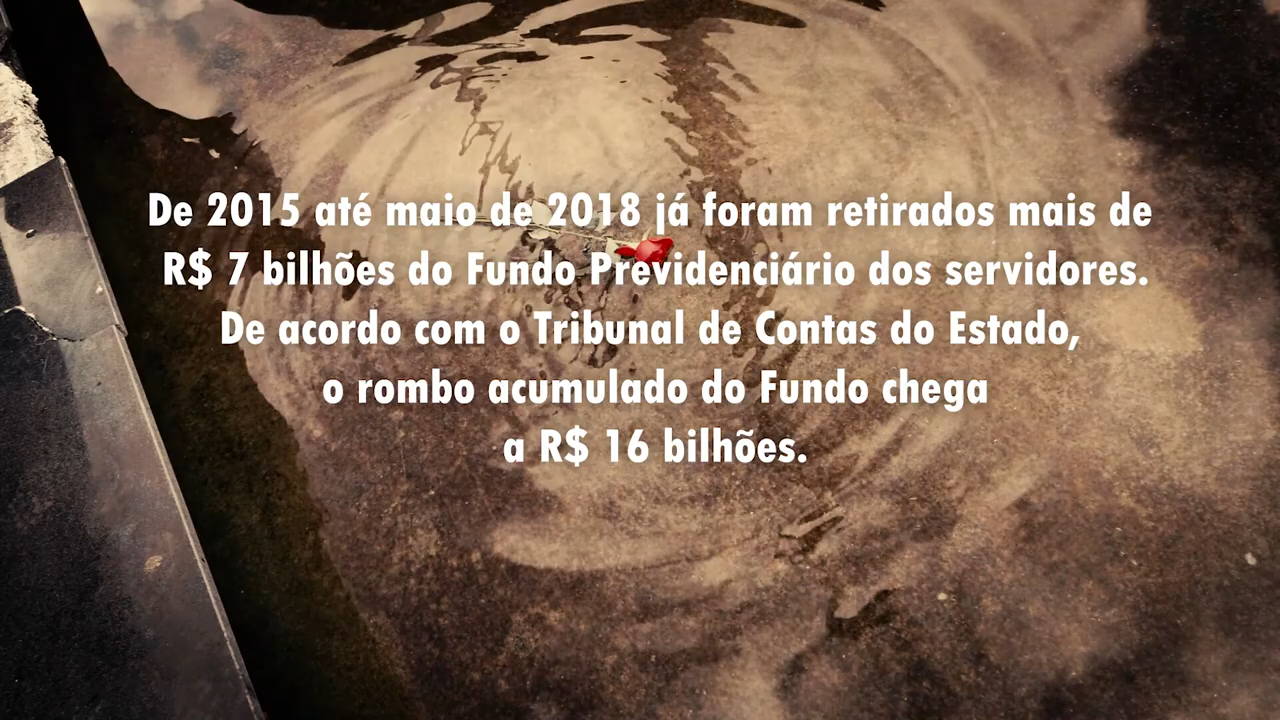 De 2015 até maio de 2018 já foram retirados mais de
R$ 7 bilhões do Fundo Previdenciário dos servidores.
De acordo com o Tribunal de Contas do Estado,
o rombo acumulado do Fundo chega
a R$ 16 bilhões.